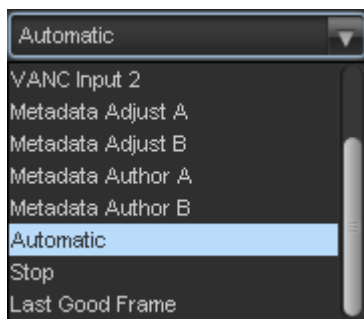 Automatic
VANC Input 2
Metadata Adjust A
Metadata Adjust B
Metadata Author A
Metadata Author B
Automatic
Stop
Last Good Frame